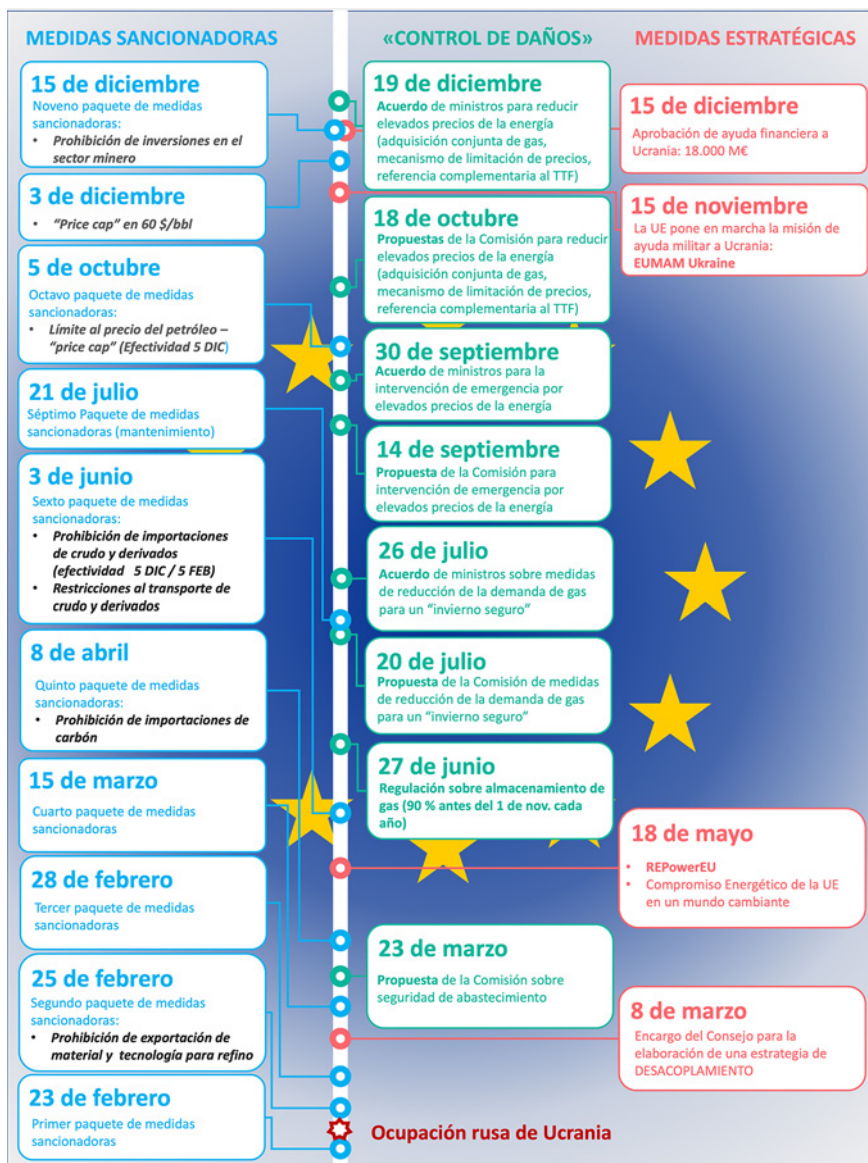 MEDIDAS SANCIONADORAS
15 de diciembre
Noveno paquete de medidas
sancionadoras:
• Prohibición de inversiones en el
sector minero
3 de diciembre
• “Price cap” en 60 $/bbl
5 de octubre
Octavo paquete de medidas
sancionadoras:
• Límite al precio del petróleo –
“price cap” (Efectividad 5 DIC)
21 de julio
Séptimo Paquete de medidas
sancionadoras (mantenimiento)
3 de junio
Sexto paquete de medidas
sancionadoras:
• Prohibición de importaciones
de crudo y derivados
(efectividad 5 DIC / 5 FEB)
• Restricciones al transporte de
crudo y derivados
8 de abril
Quinto paquete de medidas
sancionadoras:
• Prohibición de importaciones de
carbón
15 de marzo
Cuarto paquete de medidas
sancionadoras
28 de febrero
Tercer paquete de medidas
sancionadoras
25 de febrero
Segundo paquete de medidas
sancionadoras:
• Prohibición de exportación de
material y tecnología para refino
23 de febrero
Primer paquete de medidas
sancionadoras
«CONTROL DE DAÑOS»
19 de diciembre
Acuerdo de ministros para reducir
elevados precios de la energía
(adquisición conjunta de gas,
mecanismo de limitación de precios,
referencia complementaria al TTF)
18 de octubre
Propuestas de la Comisión para reducir
elevados precios de la energía
(adquisición conjunta de gas,
mecanismo de limitación de precios,
referencia complementaria al TTF)
30 de septiembre
Acuerdo de ministros para la
intervención de emergencia por
elevados precios de la energía
14 de septiembre
Propuesta de la Comisión para
intervención de emergencia por
elevados precios de la energía
26 de julio
Acuerdo de ministros sobre medidas
de reducción de la demanda de gas
para un “invierno seguro”
20 de julio
Propuesta de la Comisión de medidas
de reducción de la demanda de gas
para un “invierno seguro”
27 de junio
Regulación sobre almacenamiento de
gas (90 % antes del 1 de nov. cada
año)
23 de marzo
Propuesta de la Comisión sobre
seguridad de abastecimiento
Ocupación rusa de Ucrania
MEDIDAS ESTRATÉGICAS
15 de diciembre
Aprobación de ayuda financiera a
Ucrania: 18.000 M€
15 de noviembre
La UE pone en marcha la misión de
ayuda militar a Ucrania:
EUMAM Ukraine
18 de mayo
• REPowerEU
• Compromiso Energético de la UE
en un mundo cambiante
8 de marzo
Encargo del Consejo para la
elaboración de una estrategia de
DESACOPLAMIENTO